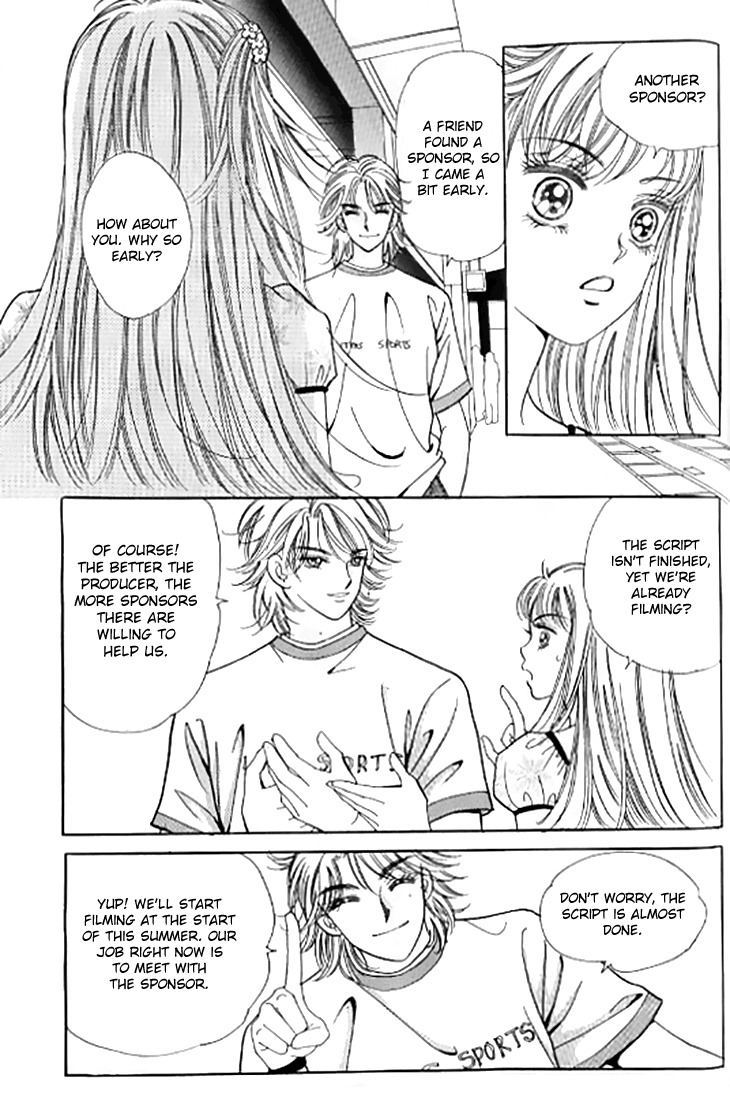 HOW ABOUT
YOU. WHY SO
EARLY?
A FRIEND
FOUND A
SPONSOR, SO
I CAME A
BIT EARLY.
SPORTS
ANOTHER
SPONSOR?
OF COURSE!
THE BETTER THE
PRODUCER, THE
MORE SPONSORS
THERE ARE
WILLING TO
HELP US.
SPORTS
THE SCRIPT
ISN'T FINISHED,
YET WE'RE
ALREADY
FILMING?
YUP! WE'LL START
FILMING AT THE START
OF THIS SUMMER. OUR
JOB RIGHT NOW IS
TO MEET WITH
THE SPONSOR.
SPORTS
DON'T WORRY, THE
SCRIPT IS ALMOST
DONE.